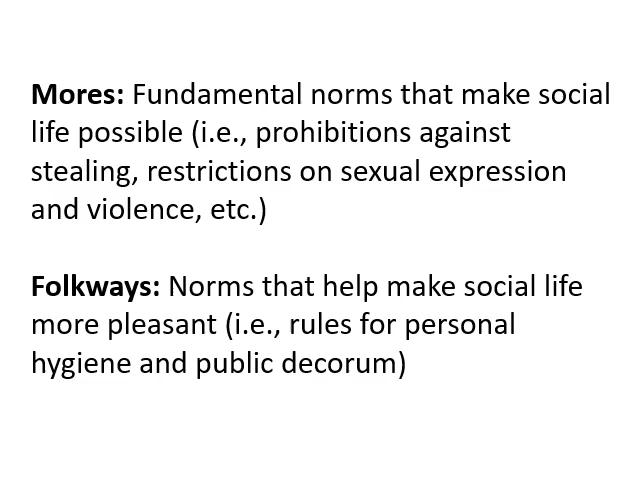 Mores: Fundamental norms that make social
life possible (i.e., prohibitions against
stealing, restrictions on sexual expression
and violence, etc.)
Folkways: Norms that help make social life
more pleasant (i.e., rules for personal
hygiene and public decorum)